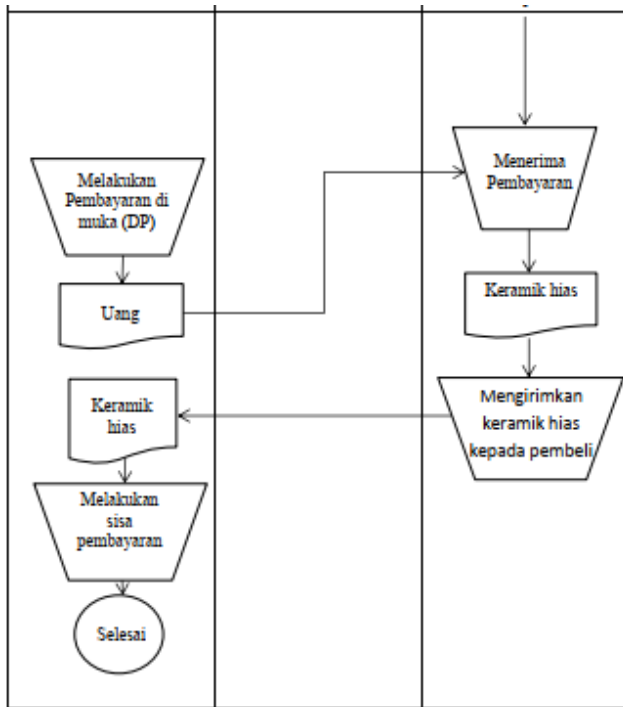 Melakukan
Pembayaran di
muka (DP)
Uang
Menerima
Pembayaran
Keramik hias
Mengirimkan
keramik hias
kepada pembeli
Keramik
hias
Melakukan
sisa
pembayaran
Selesai